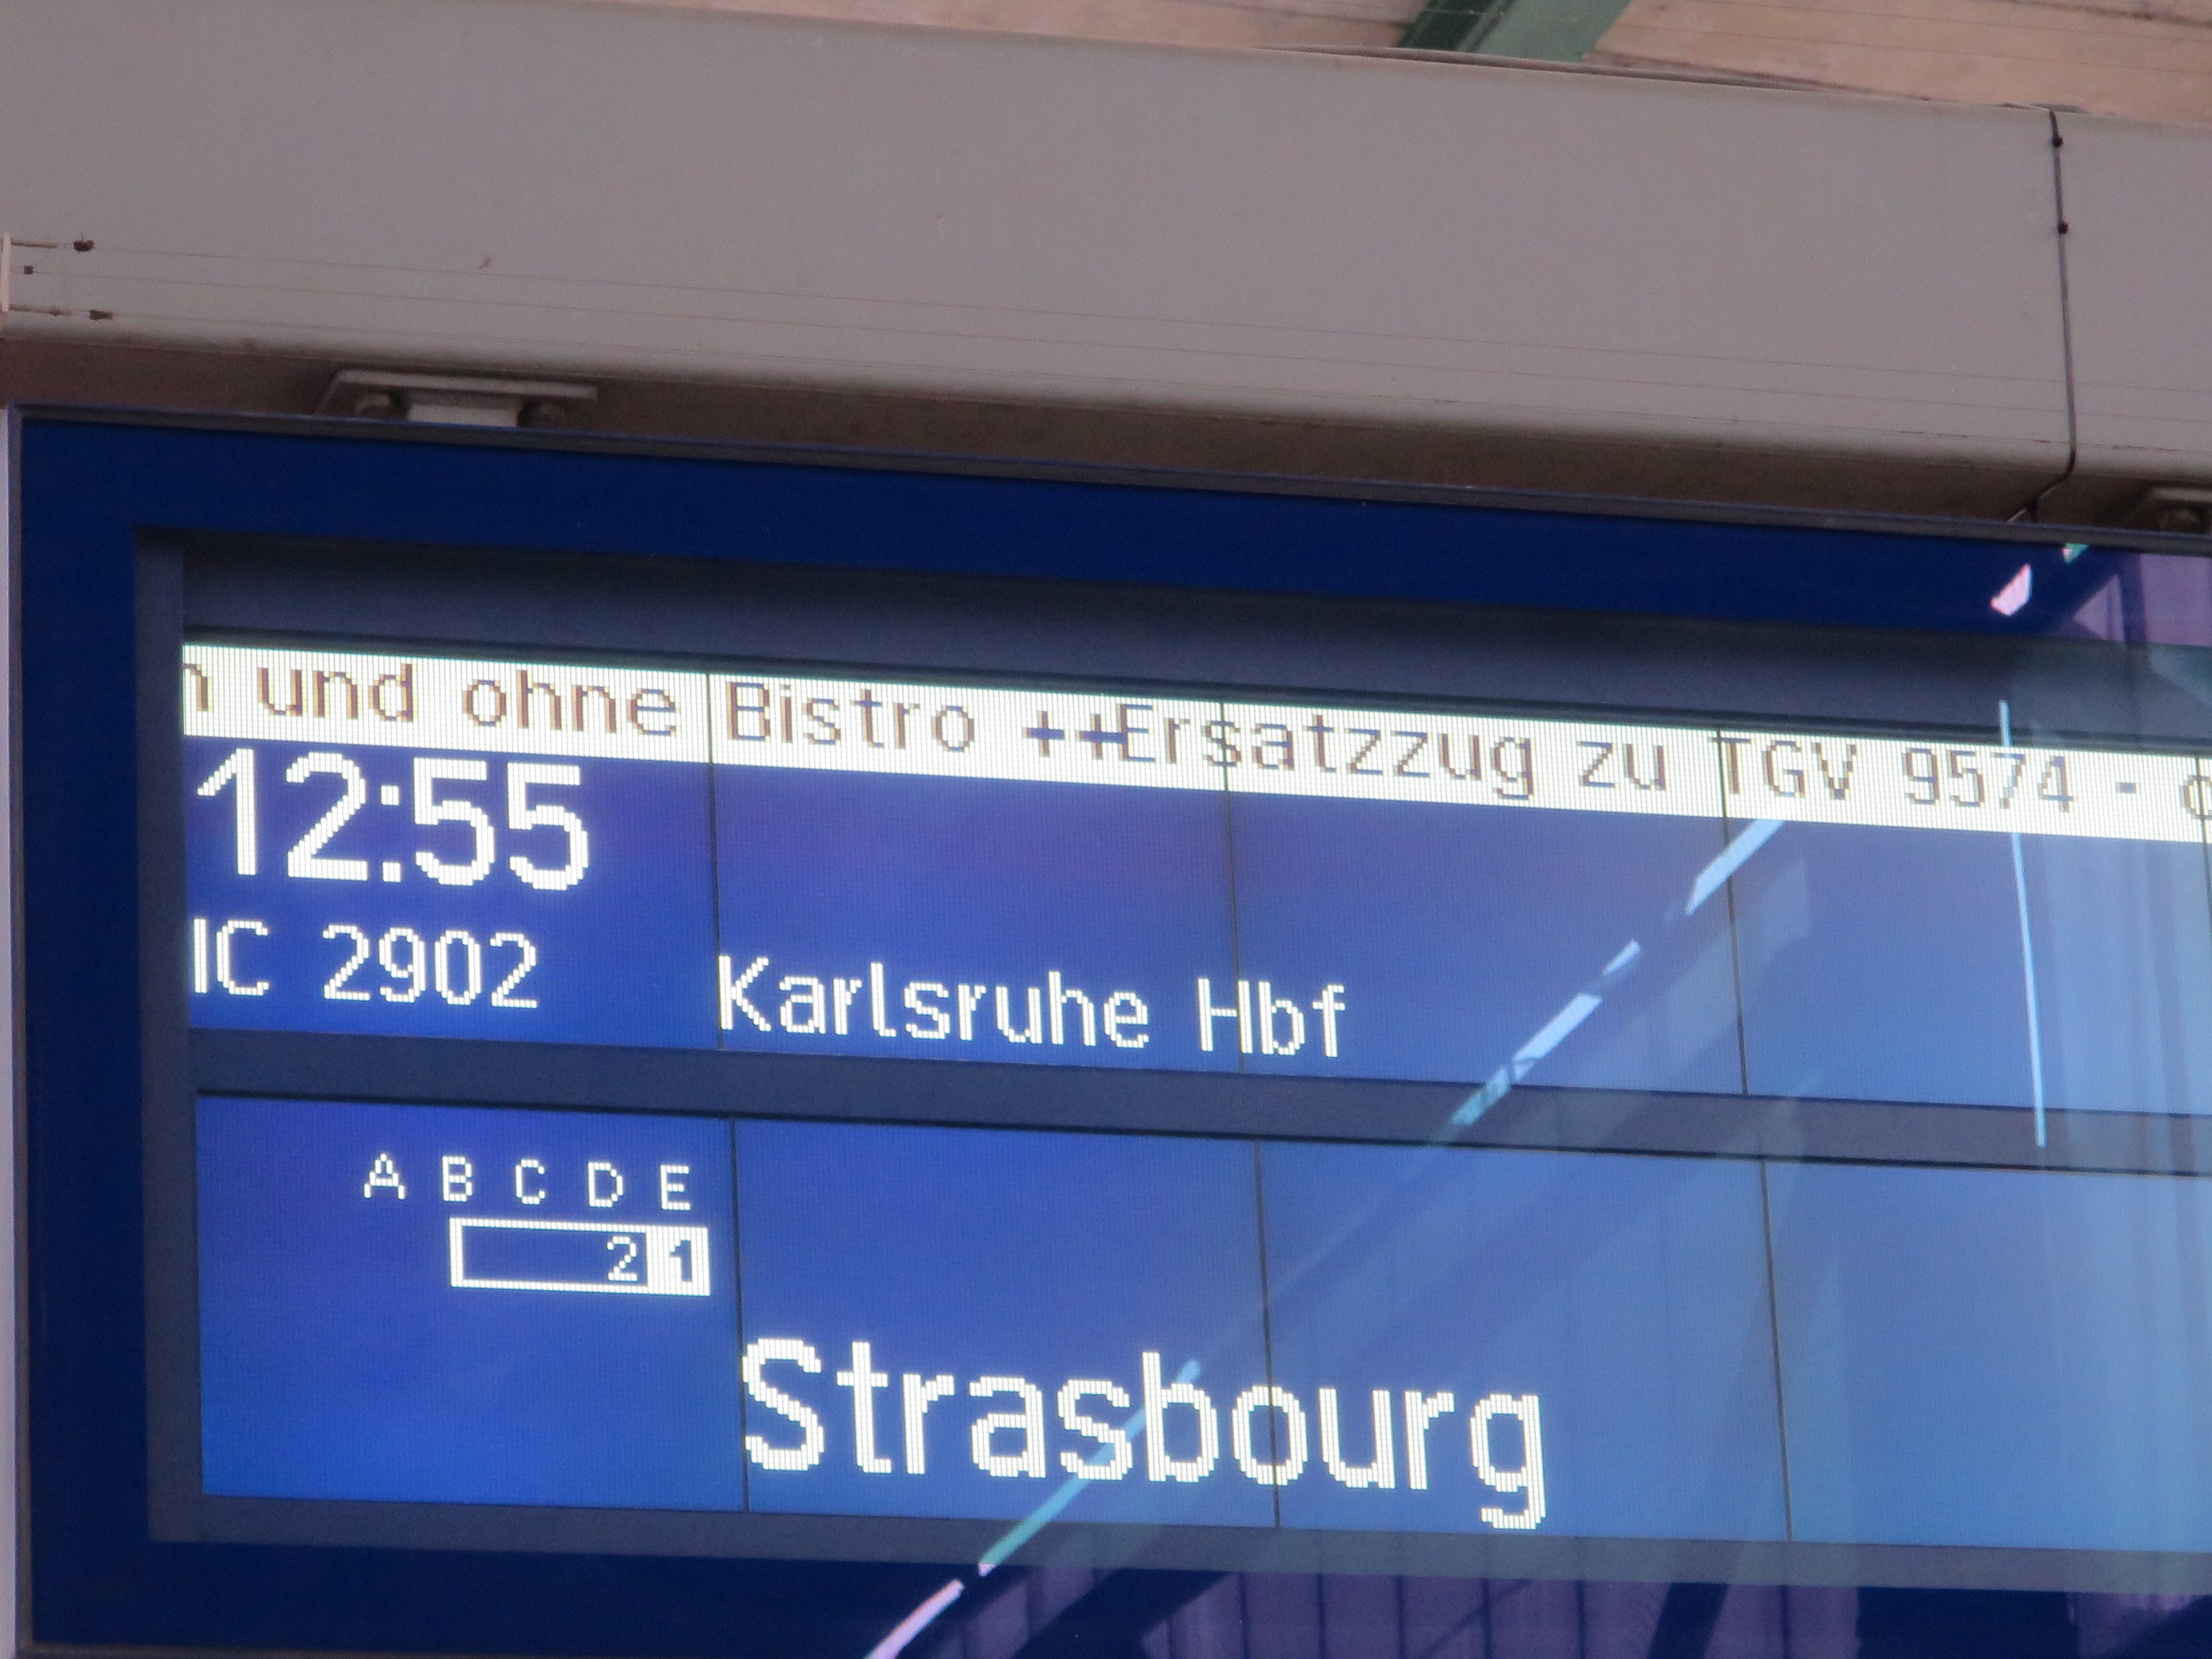 und ohne Bistro ++Ersatzzug zu TGV 9574 -
12:55
IC 2902 Karlsruhe Hbf
A B C D E
2 1
Strasbourg